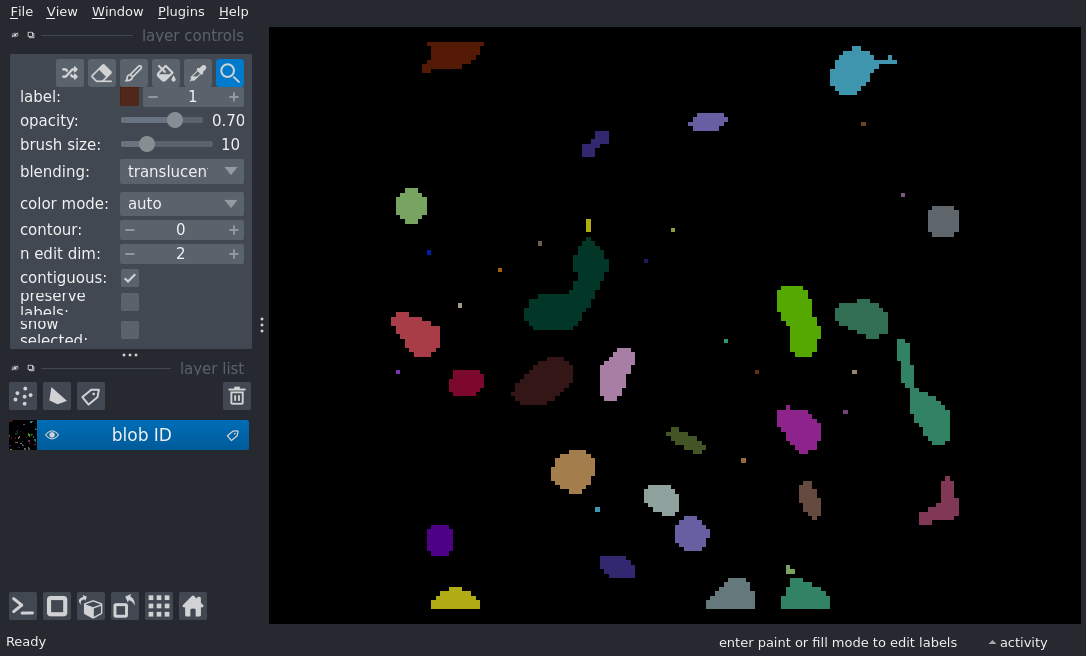 File View Window Plugins Help
layer controls
label: 1
opacity: 0.70
brush size: 10
blending: translucen
color mode: auto
contour: 0
n edit dim: 2
contiguous:
preserve
labels:
show
selected:
layer list
blob ID
Ready
enter paint or fill mode to edit labels
activity